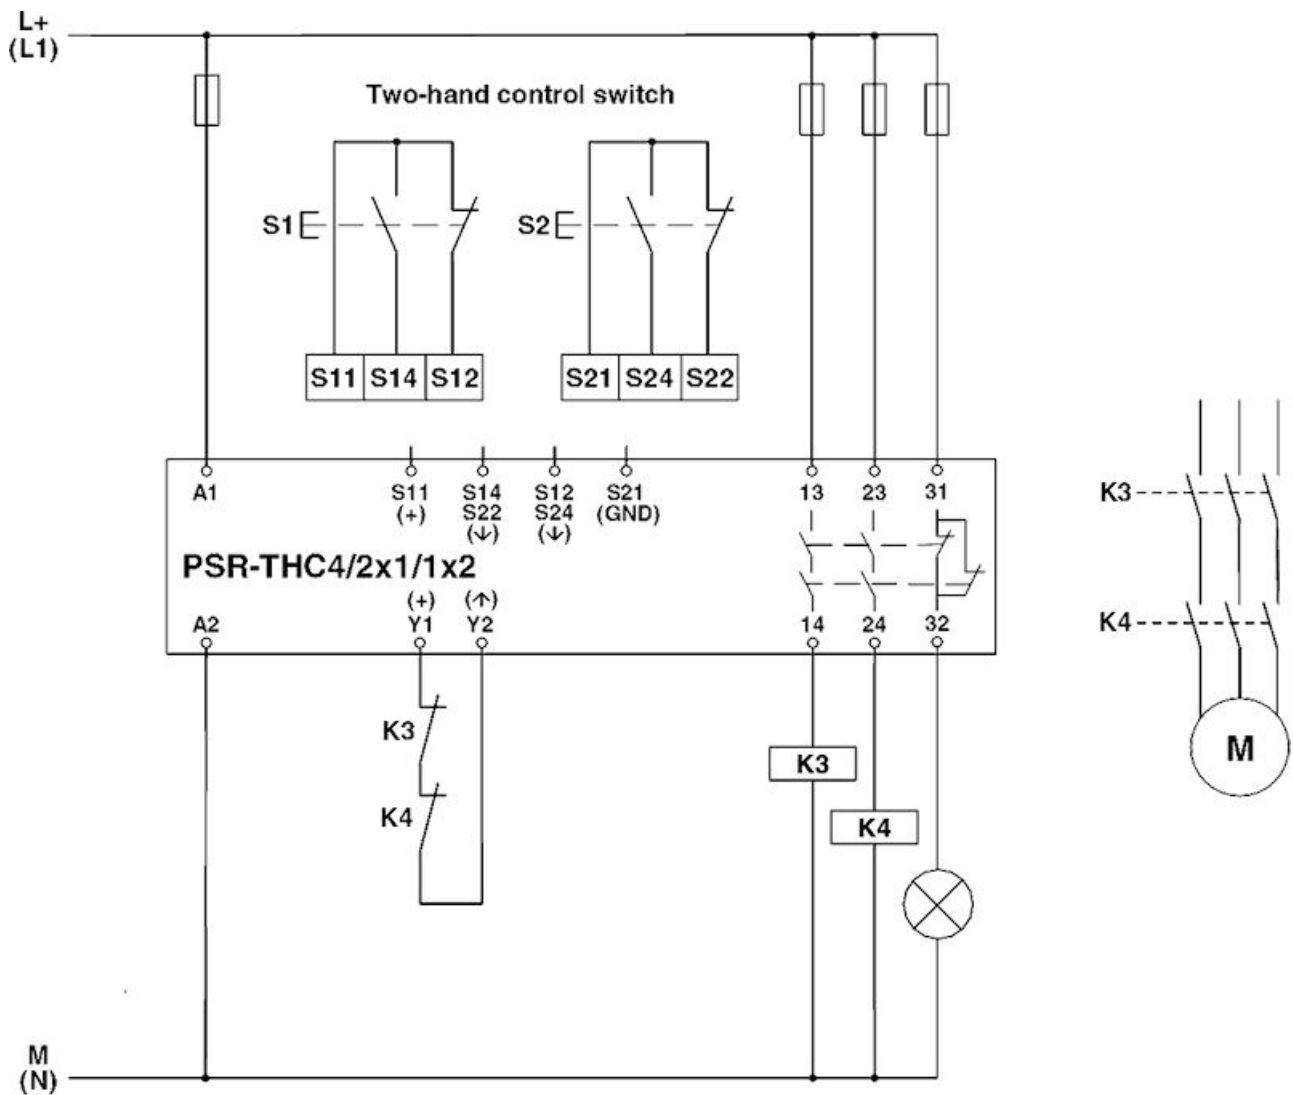 L+
(L1)
Two-hand control switch
S1
S2
S11 S14 S12
S21 S24 S22
A1
S11
(+)
S14
S22
(↓)
S12
S24
(↓)
S21
(GND)
13 23 31
PSR-THC4/2x1/1x2
(+) (↑)
A2 Y1 Y2 14 24 32
K3
K4
K3
K4
K3
K4
M
M
(N)